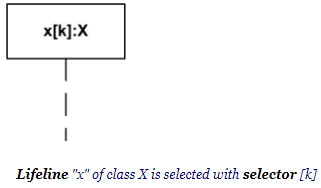 x[k]:X
Lifeline "x" of class X is selected with selector [k]